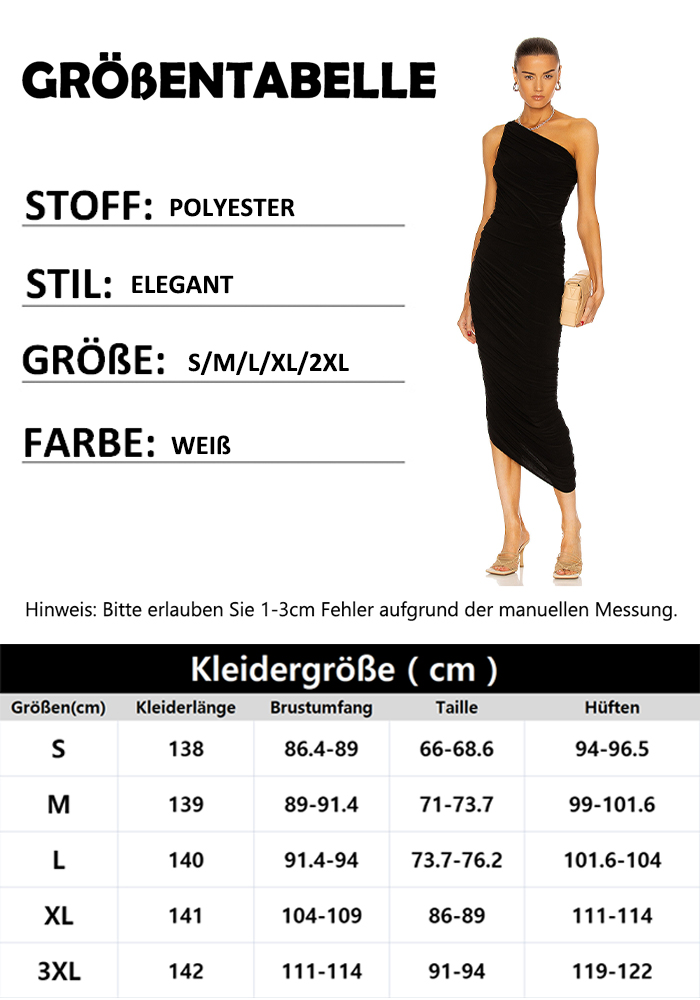 GRÖßENTABELLE
STOFF: POLYESTER
STIL: ELEGANT
GRÖßE: S/M/L/XL/2XL
FARBE: WEIß
Hinweis: Bitte erlauben Sie 1-3cm Fehler aufgrund der manuellen Messung.
Kleidergröße ( cm )
Größen(cm) Kleiderlänge Brustumfang Taille Hüften
S 138 86.4-89 66-68.6 94-96.5
M 139 89-91.4 71-73.7 99-101.6
L 140 91.4-94 73.7-76.2 101.6-104
XL 141 104-109 86-89 111-114
3XL 142 111-114 91-94 119-122